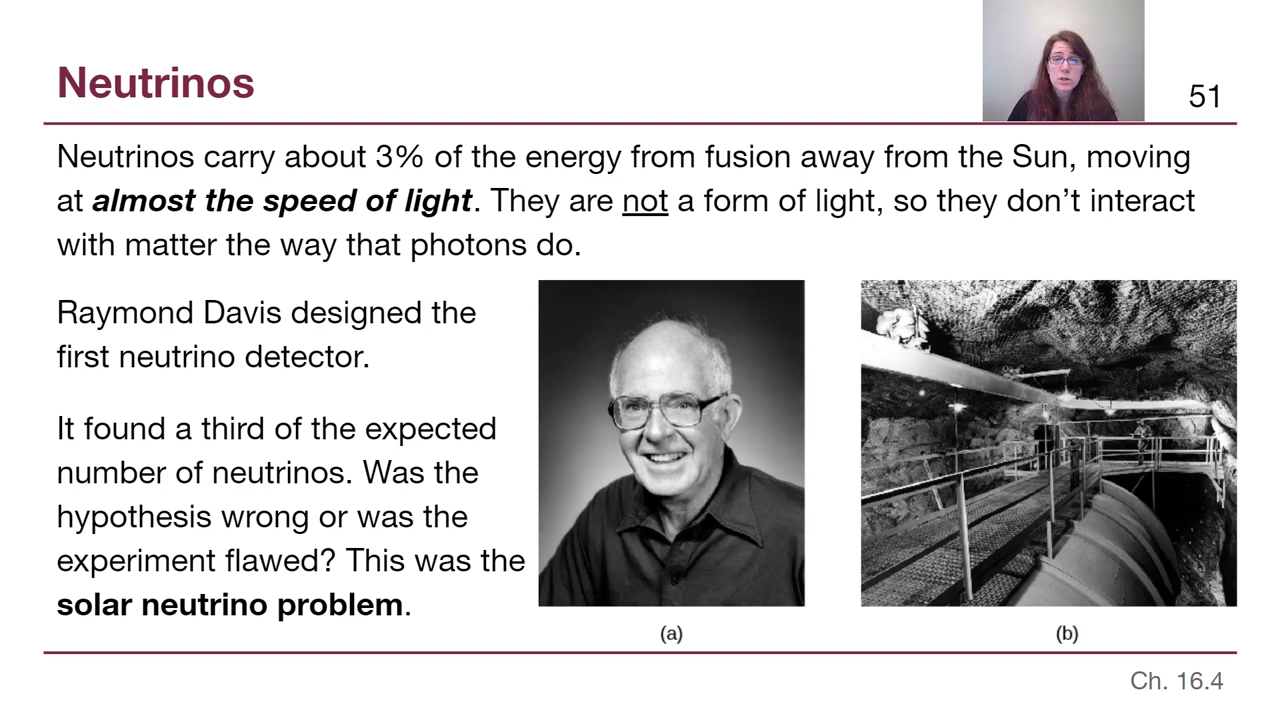 Neutrinos
51
Neutrinos carry about 3% of the energy from fusion away from the Sun, moving
at almost the speed of light. They are not a form of light, so they don’t interact
with matter the way that photons do.
Raymond Davis designed the
first neutrino detector.
It found a third of the expected
number of neutrinos. Was the
hypothesis wrong or was the
experiment flawed? This was the
solar neutrino problem.
(a)
(b)
Ch. 16.4